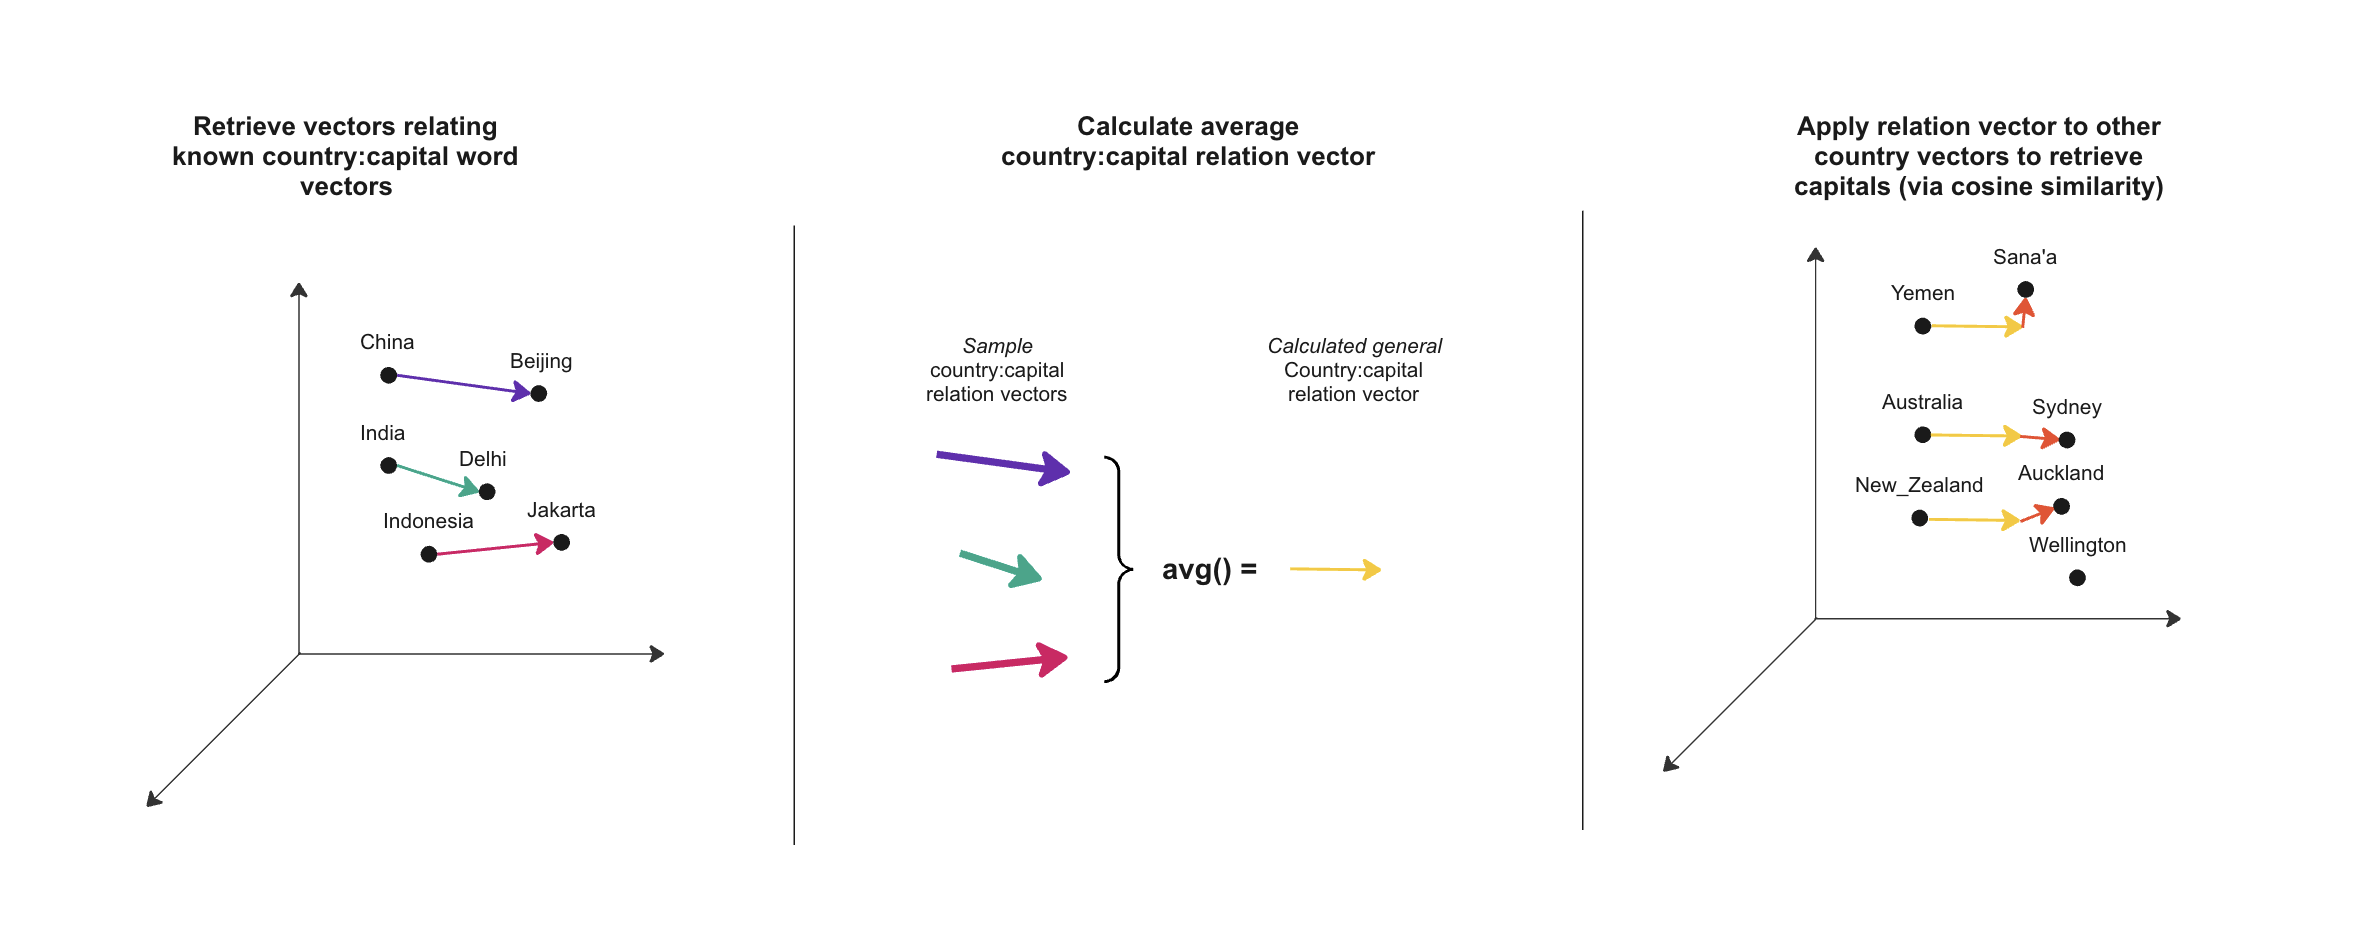 Retrieve vectors relating
known country:capital word
vectors
China
Beijing
India
Delhi
Indonesia
Jakarta
Calculate average
country:capital relation vector
Sample
country:capital
relation vectors
Calculated general
Country:capital
relation vector
avg() =
Apply relation vector to other
country vectors to retrieve
capitals (via cosine similarity)
Sana'a
Yemen
Australia
Sydney
Auckland
New_Zealand
Wellington